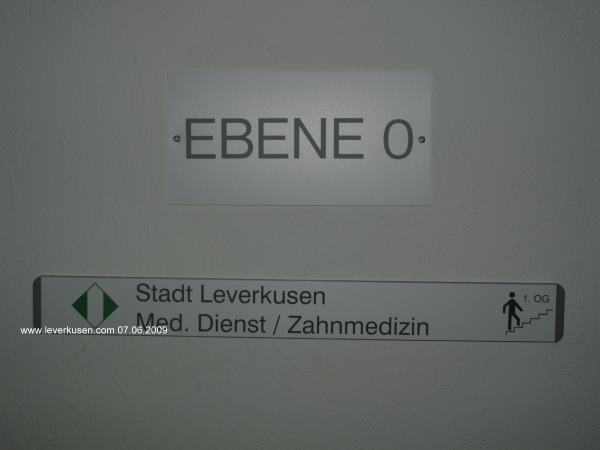 EBENE 0
Stadt Leverkusen
1. OG
Med. Dienst / Zahnmedizin
www.leverkusen.com 07.06.2009